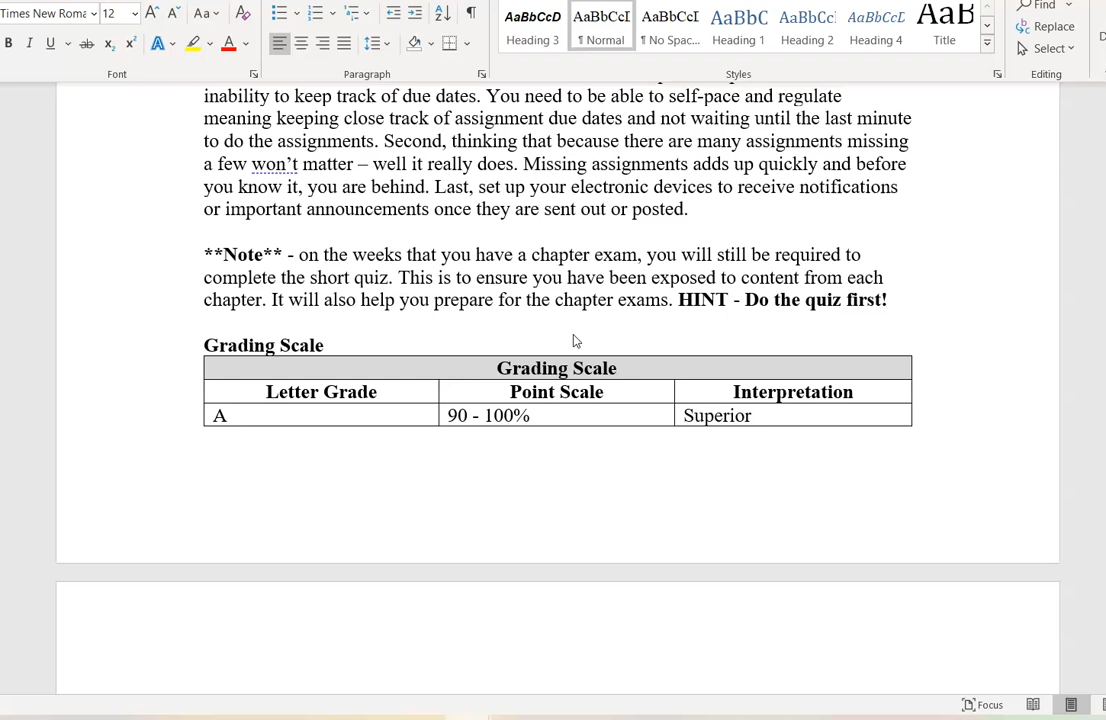 Find
Times New Roma 12 Aa
AaBbCcD AaBbCcI AaBbCcI AaBbC AaBbCc AaBbCcD AaB
Heading 3 ¶ Normal ¶ No Spac... Heading 1 Heading 2 Heading 4 Title
Replace
B I U ab x₂ x² A A
Select
Font Paragraph Styles Editing
inability to keep track of due dates. You need to be able to self-pace and regulate
meaning keeping close track of assignment due dates and not waiting until the last minute
to do the assignments. Second, thinking that because there are many assignments missing
a few won’t matter – well it really does. Missing assignments adds up quickly and before
you know it, you are behind. Last, set up your electronic devices to receive notifications
or important announcements once they are sent out or posted.
**Note** - on the weeks that you have a chapter exam, you will still be required to
complete the short quiz. This is to ensure you have been exposed to content from each
chapter. It will also help you prepare for the chapter exams. HINT - Do the quiz first!
Grading Scale
Grading Scale
Letter Grade Point Scale Interpretation
A 90 - 100% Superior
Focus